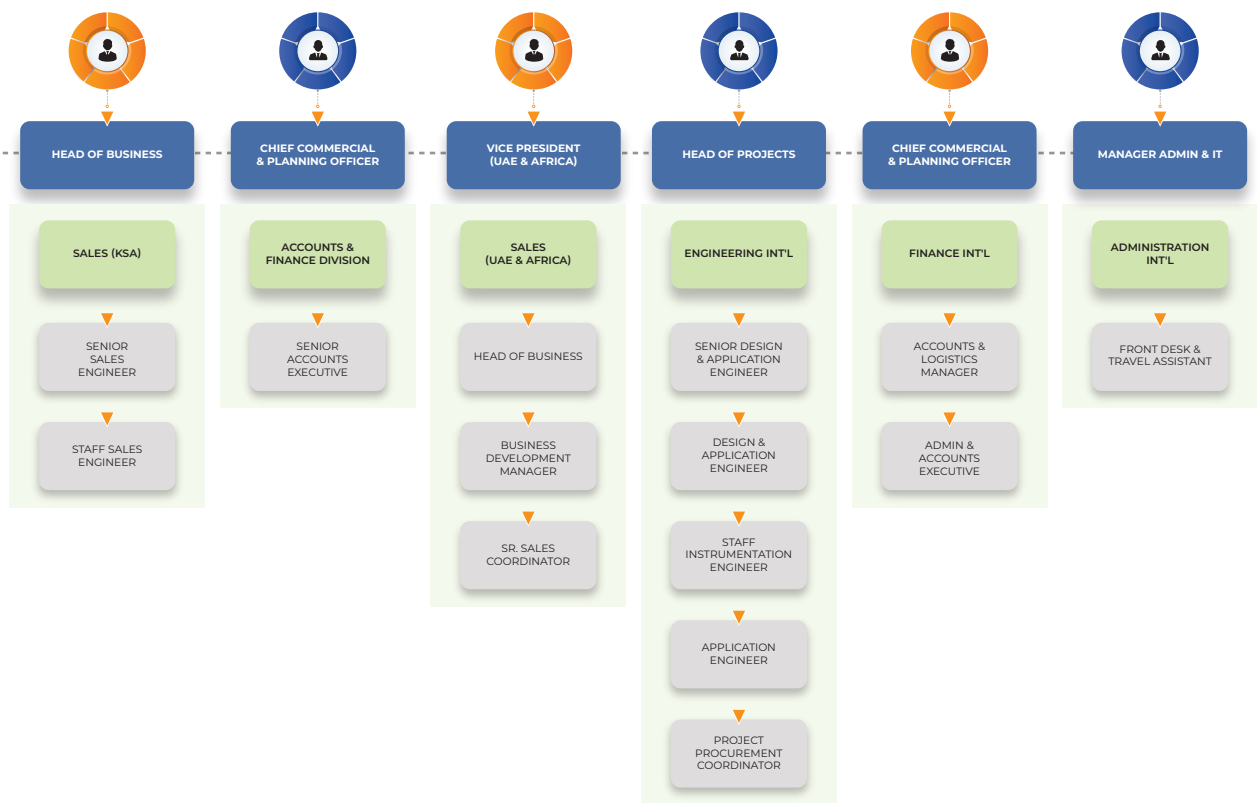 HEAD OF BUSINESS
CHIEF COMMERCIAL
& PLANNING OFFICER
VICE PRESIDENT
(UAE & AFRICA)
HEAD OF PROJECTS
CHIEF COMMERCIAL
& PLANNING OFFICER
MANAGER ADMIN & IT
SALES (KSA)
ACCOUNTS &
FINANCE DIVISION
SALES
(UAE & AFRICA)
ENGINEERING INT'L
FINANCE INT'L
ADMINISTRATION
INT'L
SENIOR
SALES
ENGINEER
SENIOR
ACCOUNTS
EXECUTIVE
HEAD OF BUSINESS
SENIOR DESIGN
& APPLICATION
ENGINEER
ACCOUNTS &
LOGISTICS
MANAGER
FRONT DESK &
TRAVEL ASSISTANT
STAFF SALES
ENGINEER
BUSINESS
DEVELOPMENT
MANAGER
DESIGN &
APPLICATION
ENGINEER
ADMIN &
ACCOUNTS
EXECUTIVE
SR. SALES
COORDINATOR
STAFF
INSTRUMENTATION
ENGINEER
APPLICATION
ENGINEER
PROJECT
PROCUREMENT
COORDINATOR